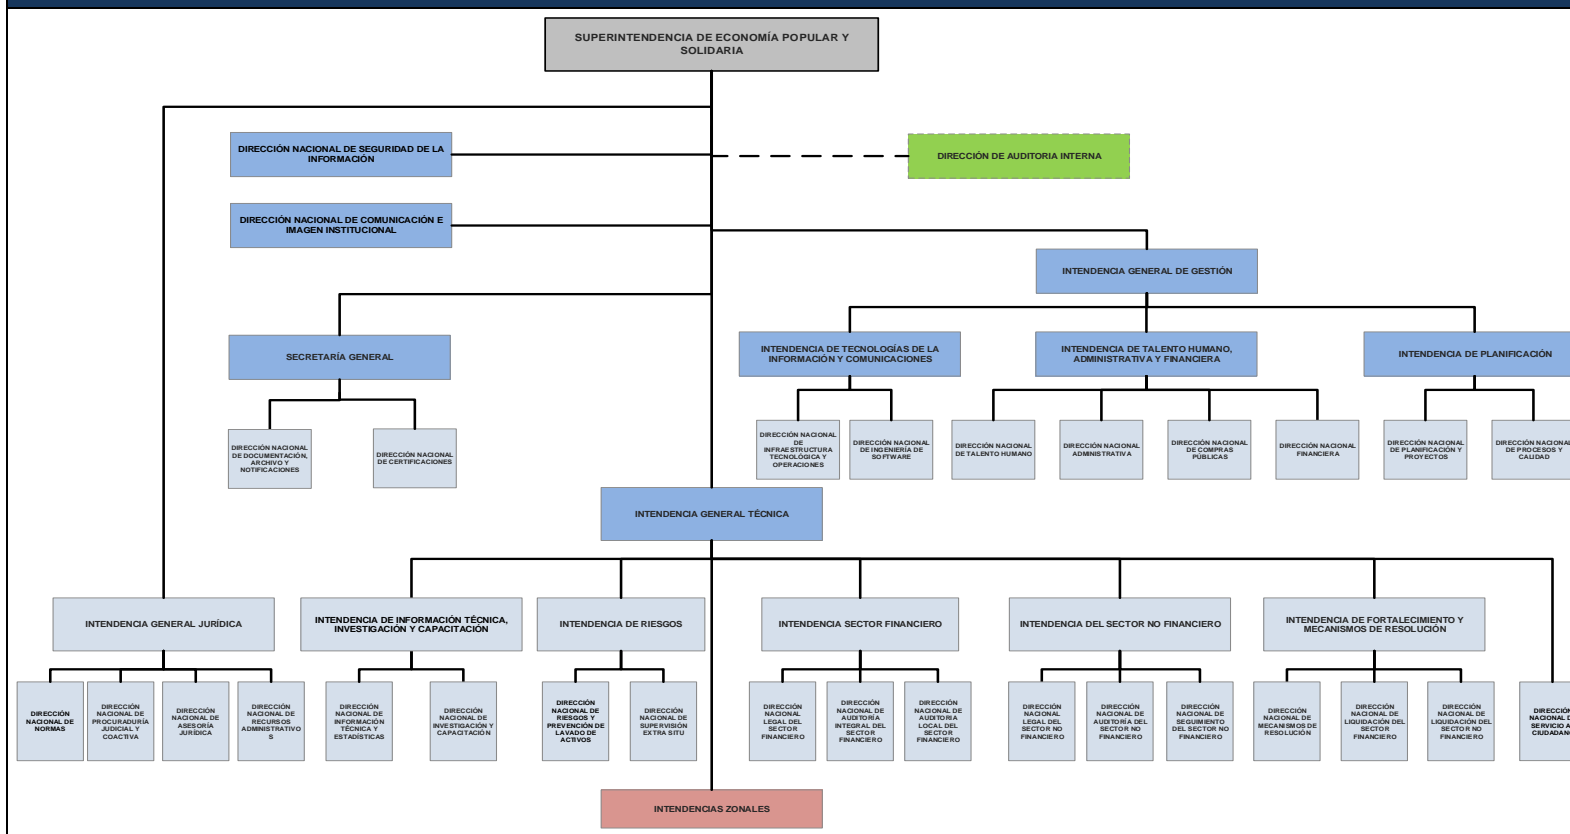 SUPERINTENDENCIA DE ECONOMÍA POPULAR Y
SOLIDARIA
DIRECCIÓN NACIONAL DE SEGURIDAD DE LA
INFORMACIÓN
DIRECCIÓN DE AUDITORIA INTERNA
DIRECCIÓN NACIONAL DE COMUNICACIÓN E
IMAGEN INSTITUCIONAL
INTENDENCIA GENERAL DE GESTIÓN
SECRETARÍA GENERAL
INTENDENCIA DE TECNOLOGÍAS DE LA
INFORMACIÓN Y COMUNICACIONES
INTENDENCIA DE TALENTO HUMANO,
ADMINISTRATIVA Y FINANCIERA
INTENDENCIA DE PLANIFICACIÓN
DIRECCIÓN NACIONAL
DE DOCUMENTACIÓN,
ARCHIVO Y
NOTIFICACIONES
DIRECCIÓN NACIONAL
DE CERTIFICACIONES
DIRECCIÓN NACIONAL
DE
INFRAESTRUCTURA
TECNOLÓGICA Y
OPERACIONES
DIRECCIÓN NACIONAL
DE INGENIERÍA DE
SOFTWARE
DIRECCIÓN NACIONAL
DE TALENTO HUMANO
DIRECCIÓN NACIONAL
ADMINISTRATIVA
DIRECCIÓN NACIONAL
DE COMPRAS
PÚBLICAS
DIRECCIÓN NACIONAL
FINANCIERA
DIRECCIÓN NACIONAL
DE PLANIFICACIÓN Y
PROYECTOS
DIRECCIÓN NACIONAL
DE PROCESOS Y
CALIDAD
INTENDENCIA GENERAL TÉCNICA
INTENDENCIA GENERAL JURÍDICA
INTENDENCIA DE INFORMACIÓN TÉCNICA,
INVESTIGACIÓN Y CAPACITACIÓN
INTENDENCIA DE RIESGOS
INTENDENCIA SECTOR FINANCIERO
INTENDENCIA DEL SECTOR NO FINANCIERO
INTENDENCIA DE FORTALECIMIENTO Y
MECANISMOS DE RESOLUCIÓN
DIRECCIÓN
NACIONAL DE
NORMAS
DIRECCIÓN
NACIONAL DE
PROCURADURÍA
JUDICIAL Y
COACTIVA
DIRECCIÓN
NACIONAL DE
ASESORÍA
JURÍDICA
DIRECCIÓN
NACIONAL DE
RECURSOS
ADMINISTRATIVO
S
DIRECCIÓN
NACIONAL DE
INFORMACIÓN
TÉCNICA Y
ESTADÍSTICAS
DIRECCIÓN
NACIONAL DE
INVESTIGACIÓN Y
CAPACITACIÓN
DIRECCIÓN
NACIONAL DE
RIESGOS Y
PREVENCIÓN DE
LAVADO DE
ACTIVOS
DIRECCIÓN
NACIONAL DE
SUPERVISIÓN
EXTRA SITU
DIRECCIÓN
NACIONAL
LEGAL DEL
SECTOR
FINANCIERO
DIRECCIÓN
NACIONAL DE
AUDITORÍA
INTEGRAL DEL
SECTOR
FINANCIERO
DIRECCIÓN
NACIONAL DE
AUDITORIA
LOCAL DEL
SECTOR
FINANCIERO
DIRECCIÓN
NACIONAL
LEGAL DEL
SECTOR NO
FINANCIERO
DIRECCIÓN
NACIONAL DE
AUDITORÍA DEL
SECTOR NO
FINANCIERO
DIRECCIÓN
NACIONAL DE
SEGUIMIENTO
DEL SECTOR NO
FINANCIERO
DIRECCIÓN
NACIONAL DE
MECANISMOS DE
RESOLUCIÓN
DIRECCIÓN
NACIONAL DE
LIQUIDACIÓN DEL
SECTOR
FINANCIERO
DIRECCIÓN
NACIONAL DE
LIQUIDACIÓN DEL
SECTOR NO
FINANCIERO
NACIONAL
SERVICIO
INTENDENCIAS ZONALES